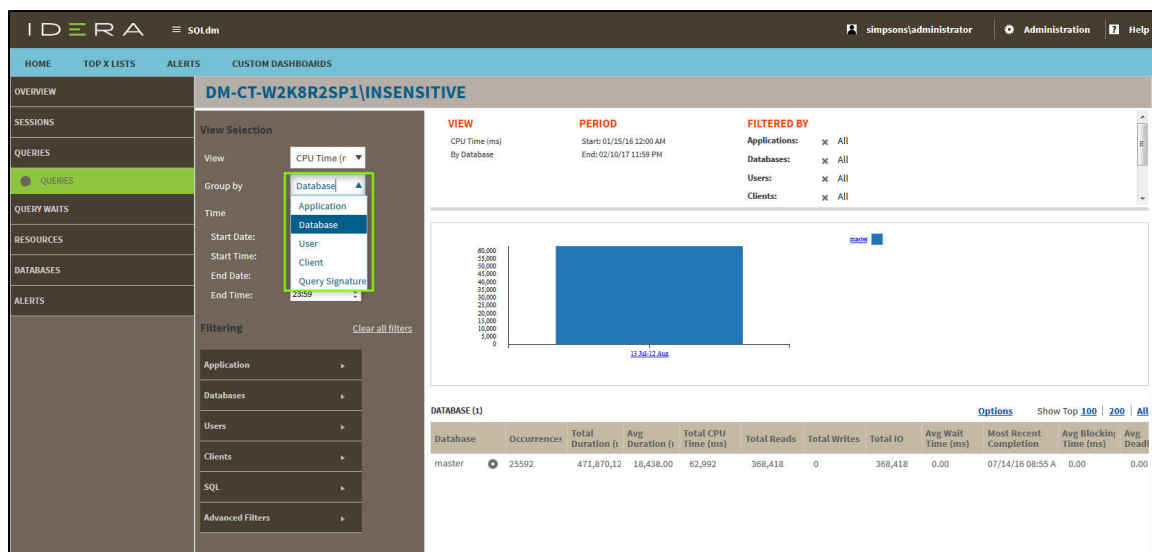 IDERA ≡ SQLdm simpsons\administrator Administration ? Help
HOME TOP X LISTS ALERTS CUSTOM DASHBOARDS
OVERVIEW
SESSIONS
QUERIES
QUERIES
QUERY WAITS
RESOURCES
DATABASES
ALERTS
DM-CT-W2K8R2SP1\INSENSITIVE
View Selection
View CPU Time (r
Group by Database
Application
Database
User
Client
Query Signature
Time
Start Date:
Start Time:
End Date:
End Time: 23:59
Filtering Clear all filters
Application
Databases
Users
Clients
SQL
Advanced Filters
VIEW PERIOD FILTERED BY
CPU Time (ms) Start: 01/15/16 12:00 AM Applications: All
By Database End: 02/10/17 11:59 PM Databases: All
Users: All
Clients: All
60,000
55,000
50,000
45,000
40,000
35,000
30,000
25,000
20,000
15,000
10,000
5,000
0
13 Jul-12 Aug
master
DATABASE (1) Options Show Top 100 | 200 | All
Database Occurrences Total Duration ( Avg Duration ( Total CPU Time (ms) Total Reads Total Writes Total IO Avg Wait Time (ms) Most Recent Completion Avg Blockin Time (ms) Avg Deadl
master 25592 471,870,12 18,438.00 62,992 368,418 0 368,418 0.00 07/14/16 08:55 A 0.00 0.00